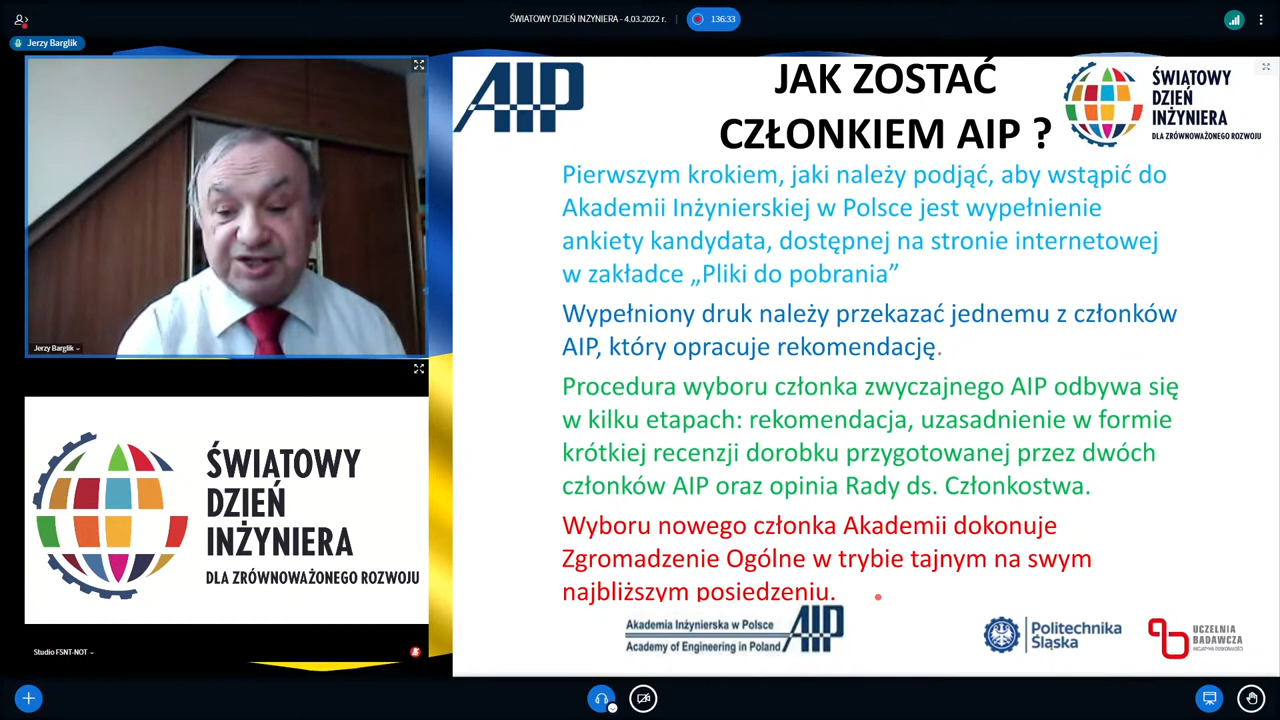 ŚWIATOWY DZIEŃ INŻYNIERA - 4.03.2022 r.
136:33
Jerzy Barglik
Jerzy Barglik
ŚWIATOWY
DZIEŃ
INŻYNIERA
DLA ZRÓWNOWAŻONEGO ROZWOJU
Studio FSNT-NOT
AIP
JAK ZOSTAĆ
CZŁONKIEM AIP ?
ŚWIATOWY
DZIEŃ
INŻYNIERA
DLA ZRÓWNOWAŻONEGO ROZWOJU
Pierwszym krokiem, jaki należy podjąć, aby wstąpić do
Akademii Inżynierskiej w Polsce jest wypełnienie
ankiety kandydata, dostępnej na stronie internetowej
w zakładce „Pliki do pobrania”
Wypełniony druk należy przekazać jednemu z członków
AIP, który opracuje rekomendację.
Procedura wyboru członka zwyczajnego AIP odbywa się
w kilku etapach: rekomendacja, uzasadnienie w formie
krótkiej recenzji dorobku przygotowanej przez dwóch
członków AIP oraz opinia Rady ds. Członkostwa.
Wyboru nowego członka Akademii dokonuje
Zgromadzenie Ogólne w trybie tajnym na swym
najbliższym posiedzeniu.
Akademia Inżynierska w Polsce
Academy of Engineering in Poland
AIP
Politechnika
Śląska
UCZELNIA
BADAWCZA
INICJATYWA DOSKONAŁOŚCI